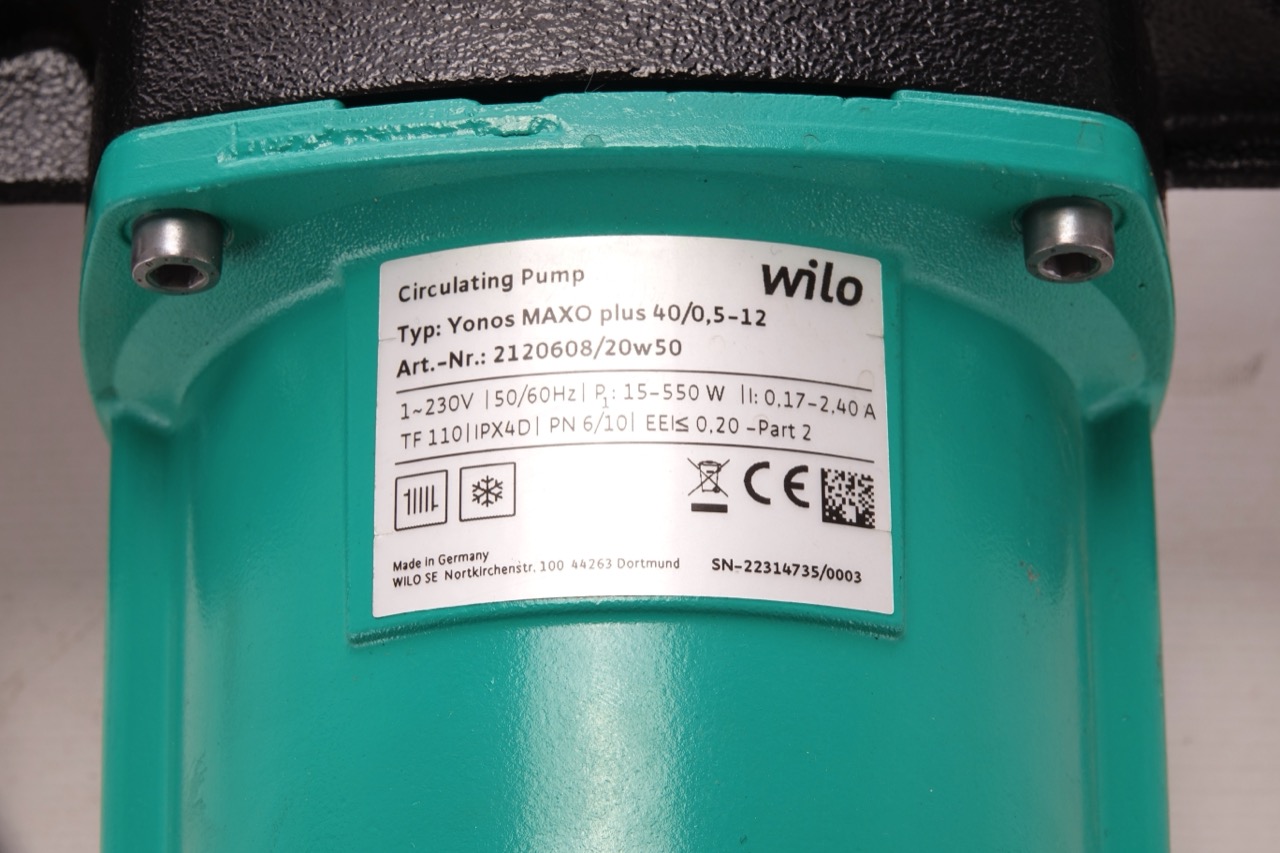 Circulating Pump
wilo
Typ: Yonos MAXO plus 40/0,5-12
Art.-Nr.: 2120608/20w50
1~230V |50/60Hz| P1: 15-550 W |I: 0,17-2,40 A
TF 110|IPX4D| PN 6/10| EEI≤ 0,20 -Part 2
CE
Made in Germany
WILO SE Nortkirchenstr. 100 44263 Dortmund
SN-22314735/0003